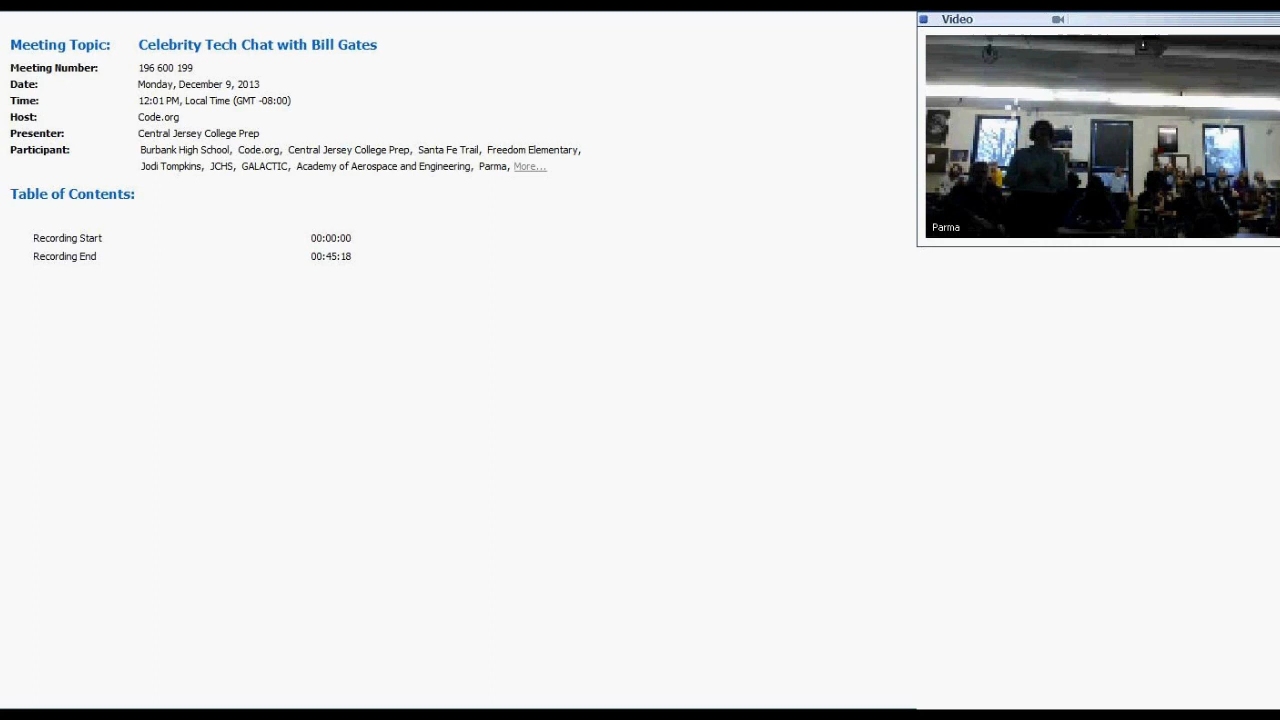 Meeting Topic: Celebrity Tech Chat with Bill Gates
Meeting Number: 196 600 199
Date: Monday, December 9, 2013
Time: 12:01 PM, Local Time (GMT -08:00)
Host: Code.org
Presenter: Central Jersey College Prep
Participant: Burbank High School, Code.org, Central Jersey College Prep, Santa Fe Trail, Freedom Elementary,
Jodi Tompkins, JCHS, GALACTIC, Academy of Aerospace and Engineering, Parma, More...
Table of Contents:
Recording Start 00:00:00
Recording End 00:45:18
Video
Parma